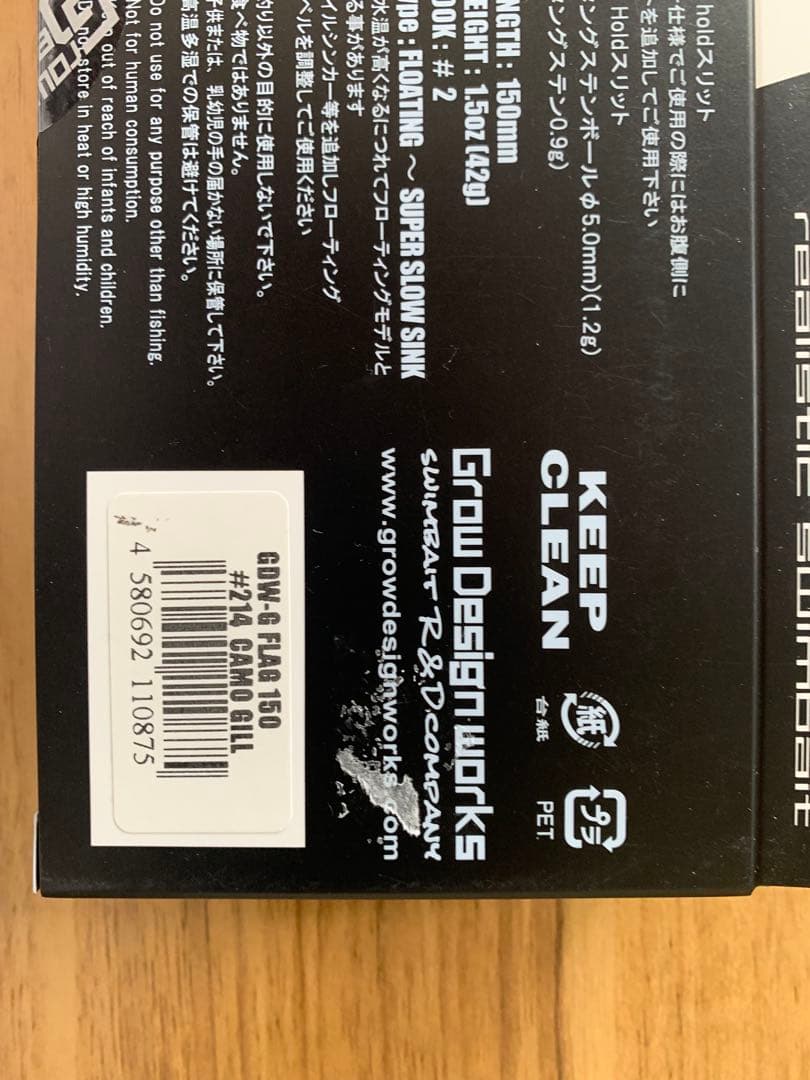 holdスリット
仕様でご使用の際にはお腹側に
を追加してご使用下さい
Holdスリット
ングステンボールφ5.0mm)(1.2g)
ングステン0.9g)
NGTH : 150mm
EIGHT : 1.5oz (42g)
OOK : # 2
ype : FLOATING ～ SUPER SLOW SINK
水温が高くなるにつれてフローティングモデルと
る事があります
イルシンカー等を追加しフローティング
ベルを調整してご使用ください
釣り以外の目的に使用しないで下さい。
食べ物ではありません。
子供または、乳幼児の手の届かない場所に保管して下さい。
高温多湿での保管は避けてください。
Do not use for any purpose other than fishing.
Not for human consumption.
out of reach of infants and children.
Do not store in heat or high humidity.
KEEP
CLEAN
紙
台紙
プラ
PET.
Grow Design works
SWIMBAIT R&D COMPANY
www.growdesignworks.com
GDW-G FLAG 150
#214 CAMO GILL
4 580692 110875
realistic swimbait